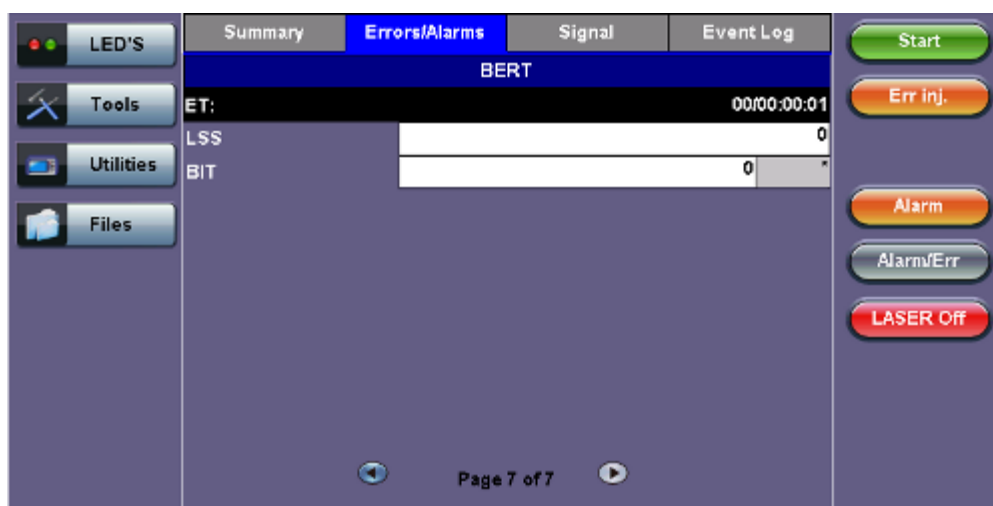 LED'S
Tools
Utilities
Files
Summary Errors/Alarms Signal Event Log
BERT
ET: 00/00:00:01
LSS 0
BIT 0 *
Page 7 of 7
Start
Err inj.
Alarm
Alarm/Err
LASER Off